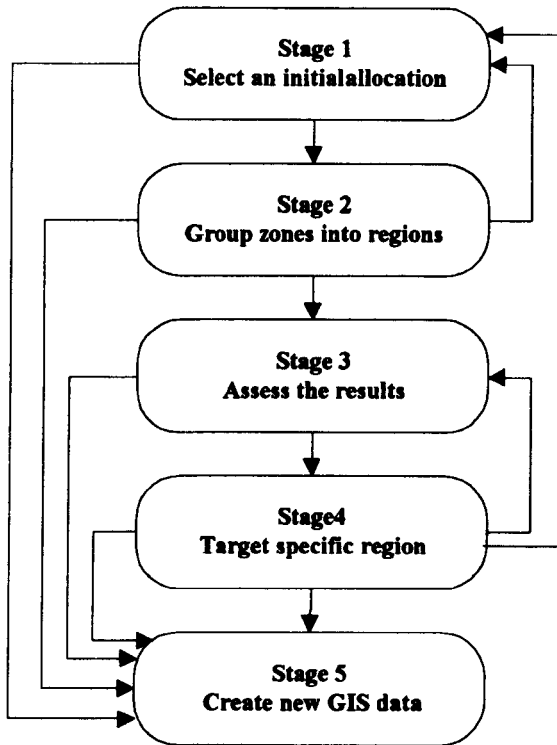 Stage 1
Select an initialallocation
Stage 2
Group zones into regions
Stage 3
Assess the results
Stage4
Target specific region
Stage 5
Create new GIS data